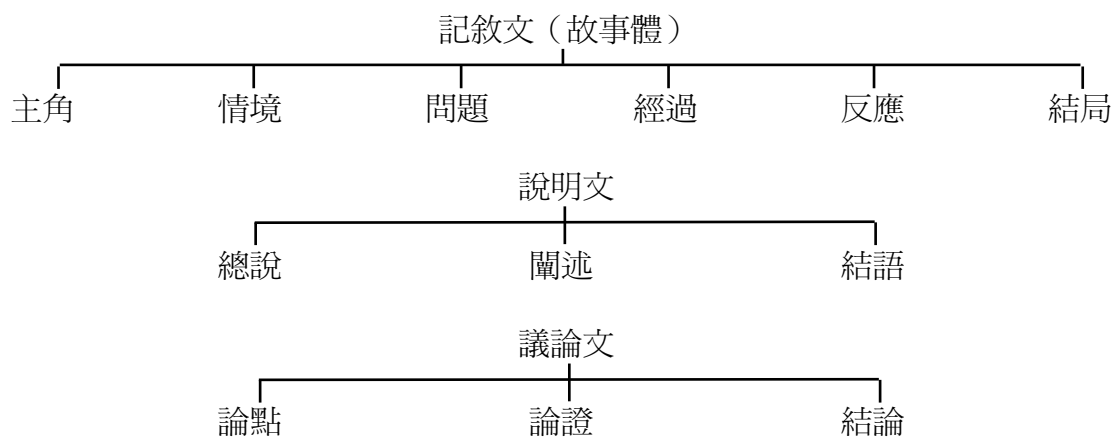 記敘文（故事體）
主角 情境 問題 經過 反應 結局
說明文
總說 闡述 結語
議論文
論點 論證 結論